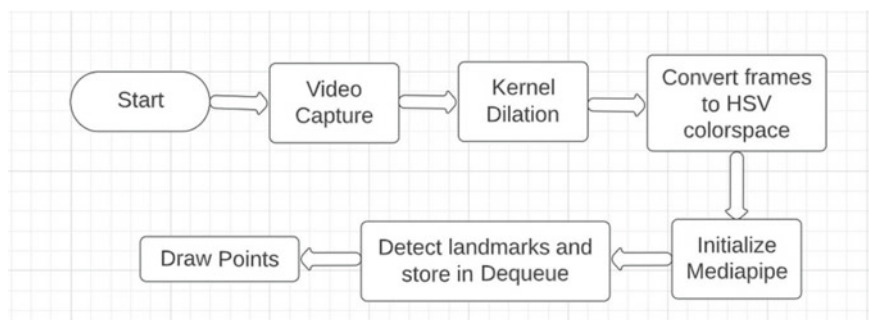 Start
Video
Capture
Kernel
Dilation
Convert frames
to HSV
colorspace
Initialize
Mediapipe
Detect landmarks and
store in Dequeue
Draw Points